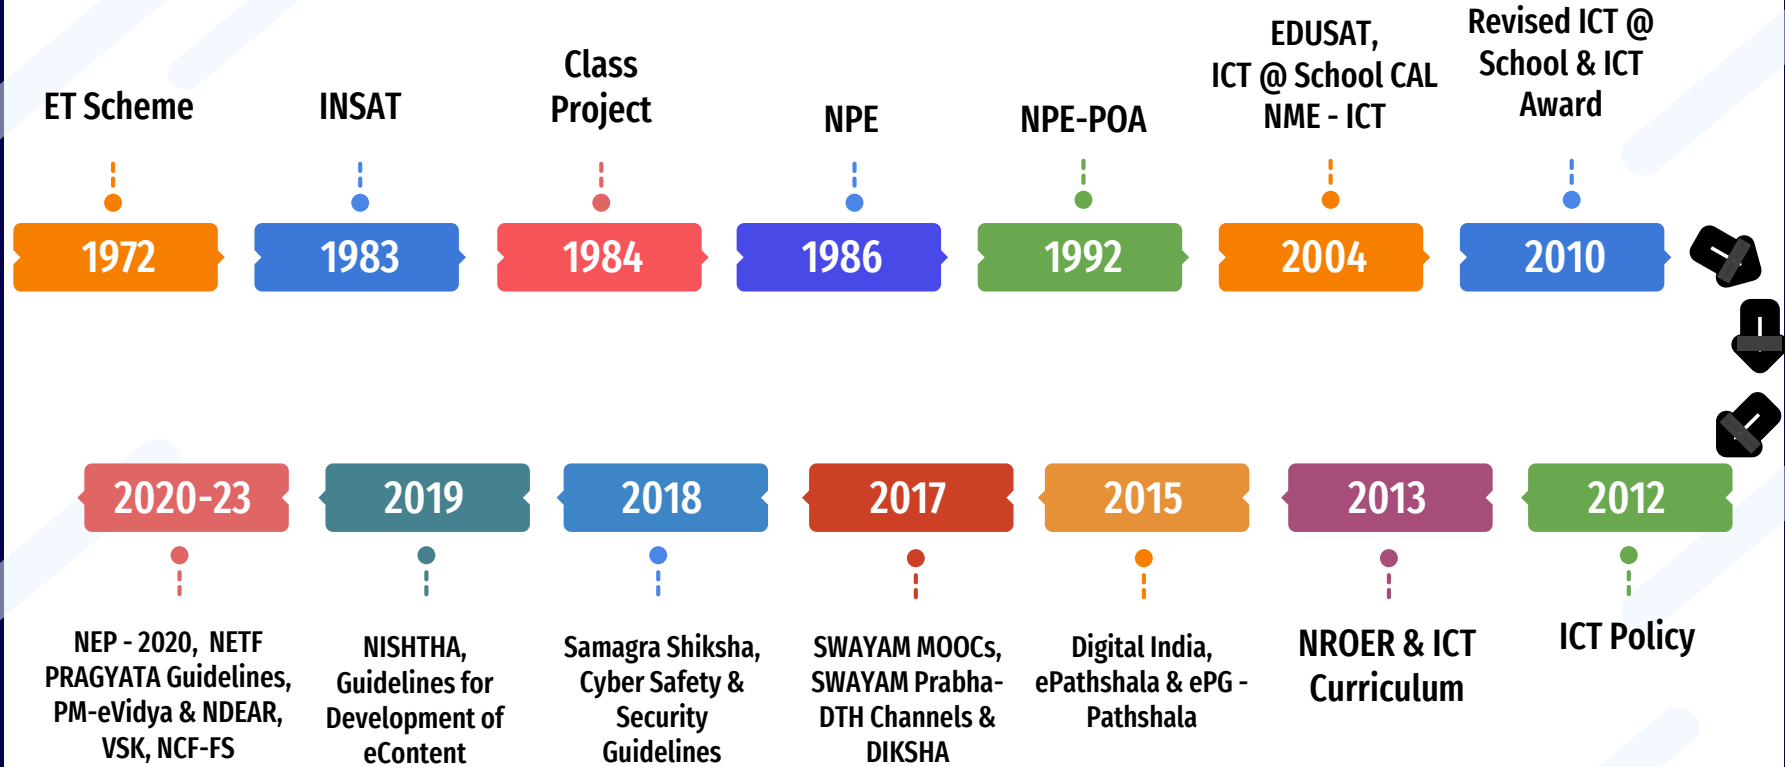 ET Scheme
INSAT
Class
Project
NPE
NPE-POA
EDUSAT,
ICT @ School CAL
NME - ICT
Revised ICT @
School & ICT
Award
1972
1983
1984
1986
1992
2004
2010
2020-23
2019
2018
2017
2015
2013
2012
NEP - 2020, NETF
PRAGYATA Guidelines,
PM-eVidya & NDEAR,
VSK, NCF-FS
NISHTHA,
Guidelines for
Development of
eContent
Samagra Shiksha,
Cyber Safety &
Security
Guidelines
SWAYAM MOOCs,
SWAYAM Prabha-
DTH Channels &
DIKSHA
Digital India,
ePathshala & ePG -
Pathshala
NROER & ICT
Curriculum
ICT Policy